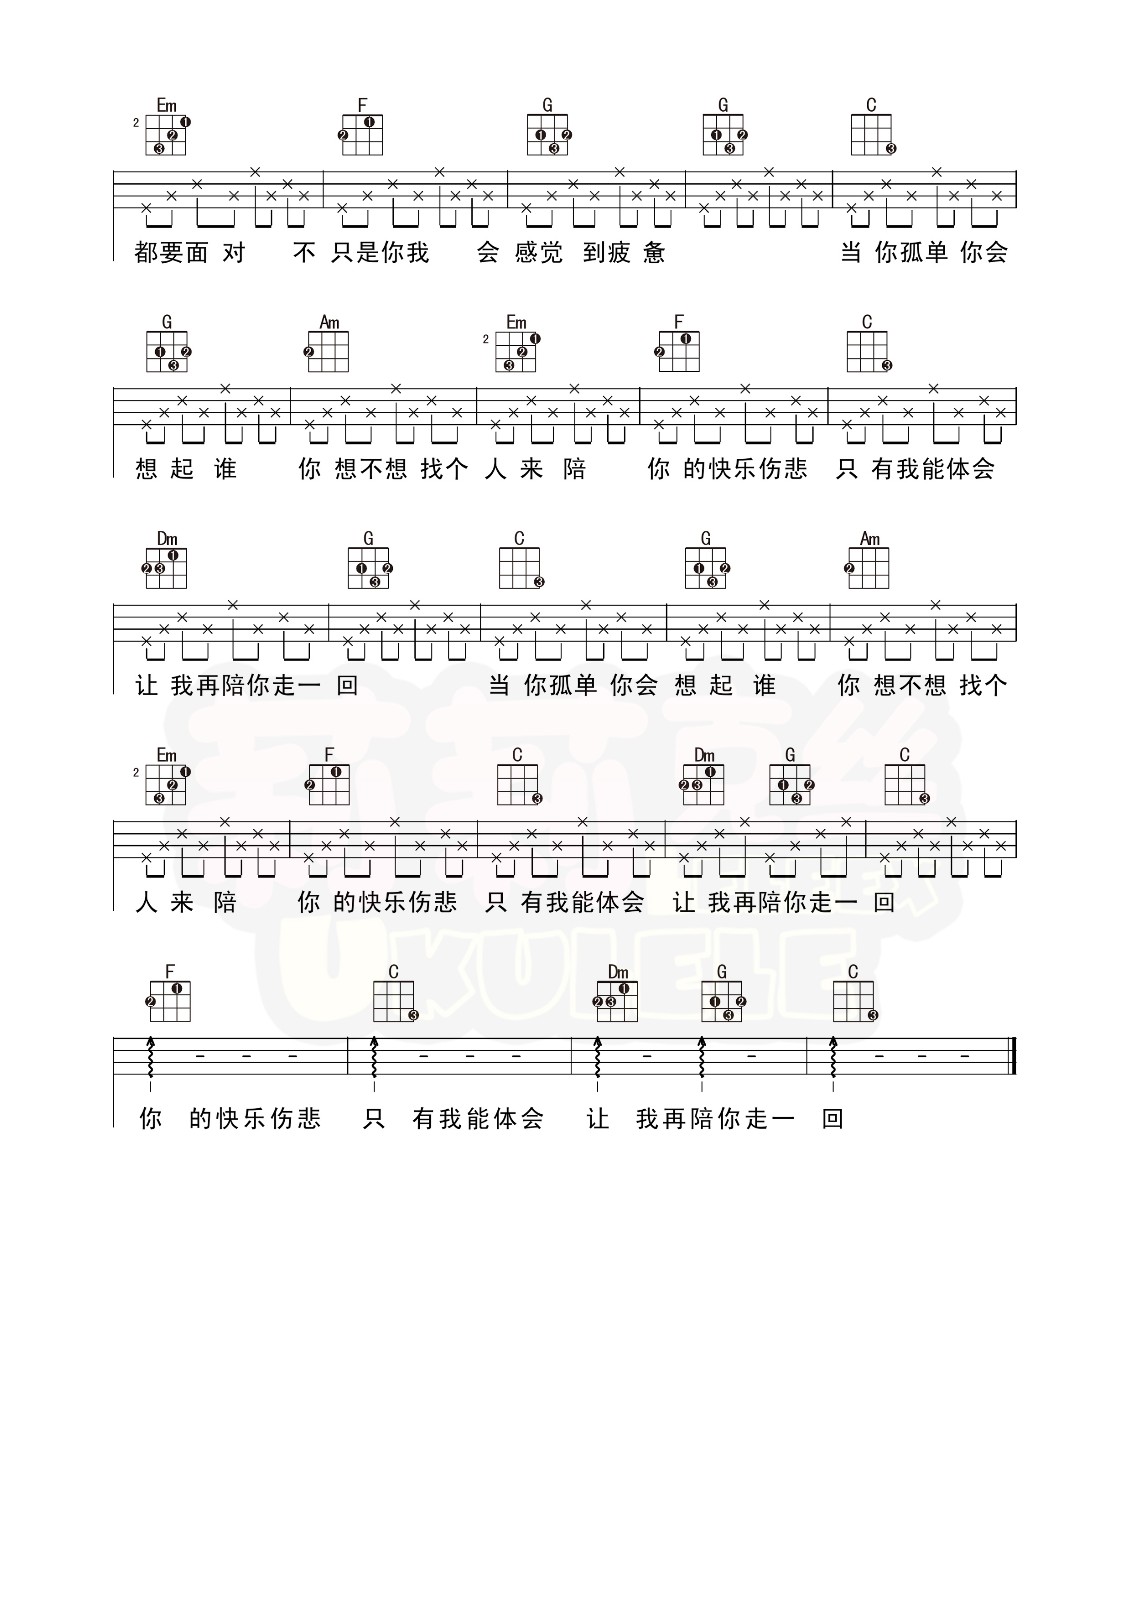 Em F G G C
2
都要面对 不只是你我 会感觉到疲惫 当你孤单你会
G Am Em F C
2
想起谁 你想不想找个人来陪 你的快乐伤悲 只有我能体会
Dm G C G Am
让我再陪你走一回 当你孤单你会想起谁 你想不想找个
Em F C Dm G C
2
人来陪 你的快乐伤悲 只有我能体会 让我再陪你走一回
F C Dm G C
你的快乐伤悲 只有我能体会 让我再陪你走一回
UKULELE